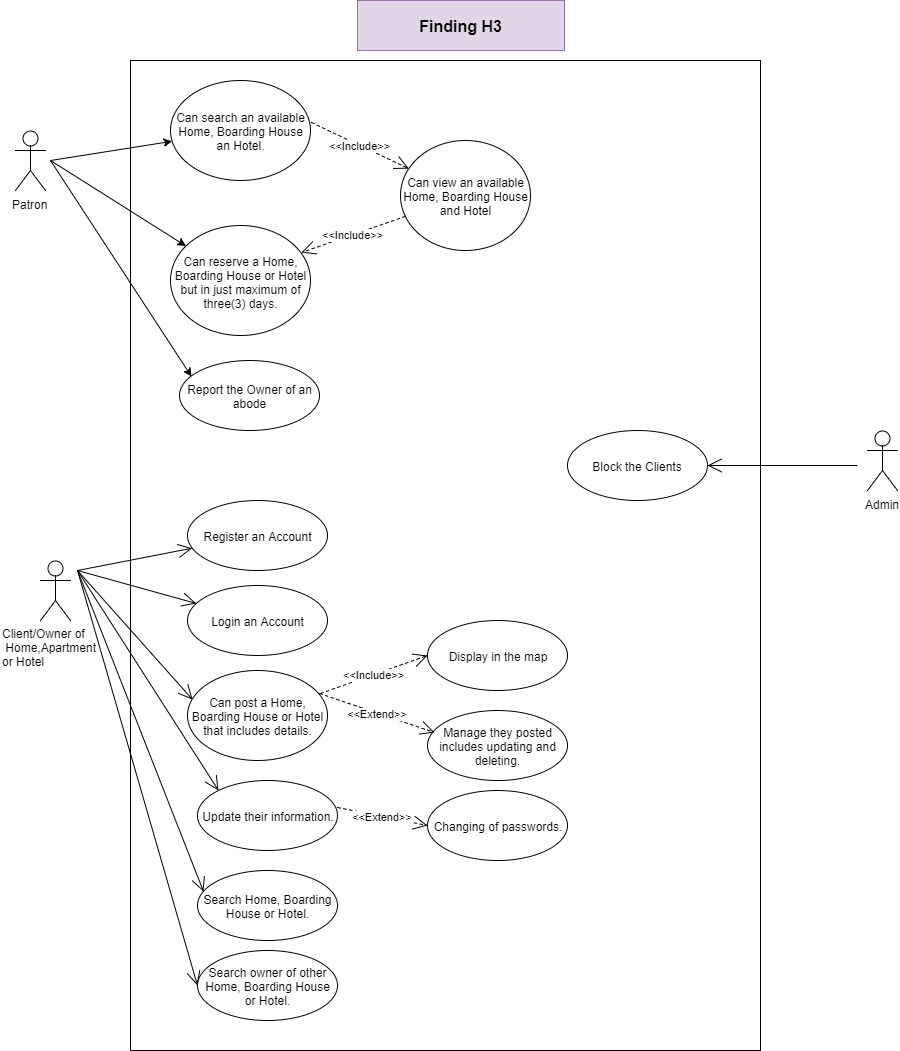 Finding H3
Can search an available
Home, Boarding House
an Hotel.
<<Include>>
Can view an available
Home, Boarding House
and Hotel
Patron
<<Include>>
Can reserve a Home,
Boarding House or Hotel
but in just maximum of
three(3) days.
Report the Owner of an
abode
Block the Clients
Admin
Register an Account
Client/Owner of
Home,Apartment
or Hotel
Login an Account
Display in the map
<<Include>>
Can post a Home,
Boarding House or Hotel
that includes details.
<<Extend>>
Manage they posted
includes updating and
deleting.
Update their information.
<<Extend>>
Changing of passwords.
Search Home, Boarding
House or Hotel.
Search owner of other
Home, Boarding House
or Hotel.